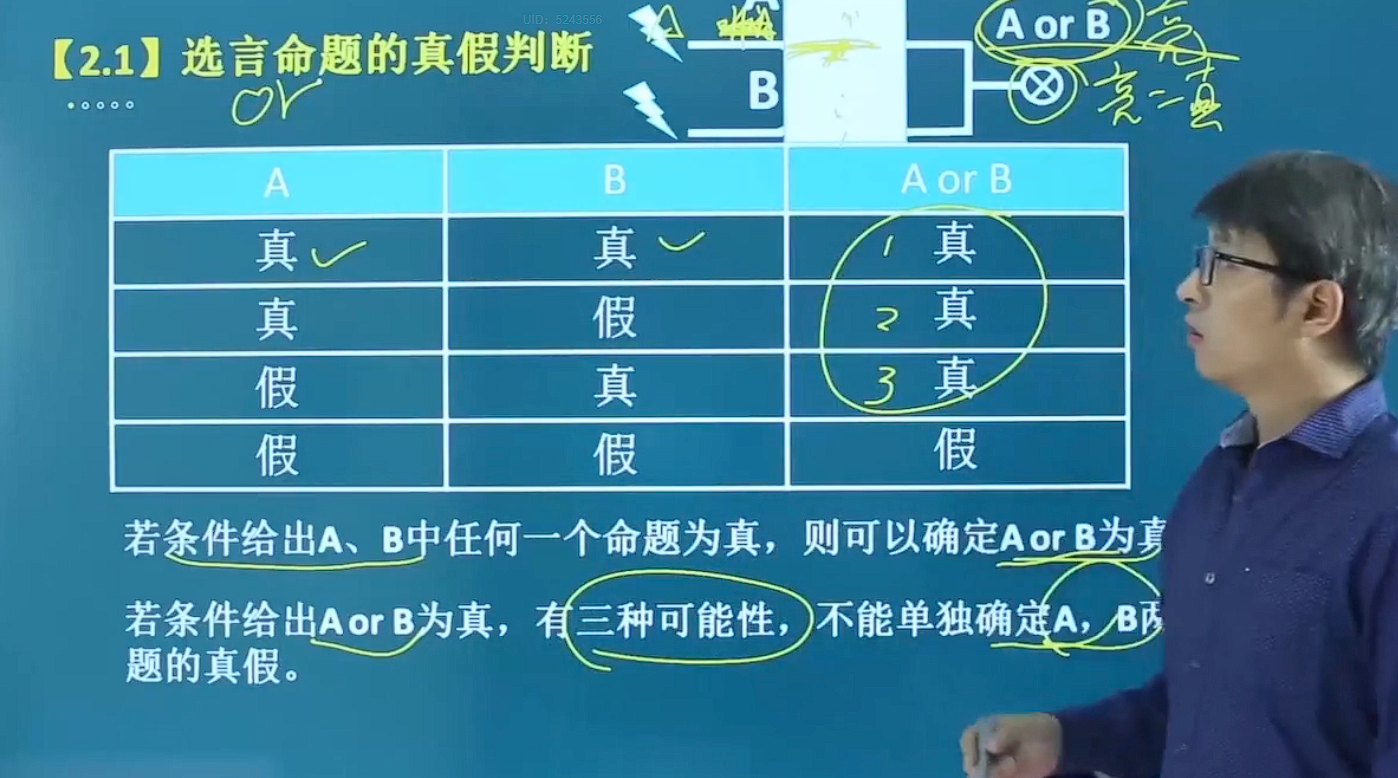 UID: 5243556
【2.1】选言命题的真假判断
or
B
A or B
亮
亮=真
A B A or B
真 真 1 真
真 假 2 真
假 真 3 真
假 假 假
若条件给出A、B中任何一个命题为真，则可以确定A or B为真
若条件给出A or B为真，有三种可能性，不能单独确定A，B两
题的真假。